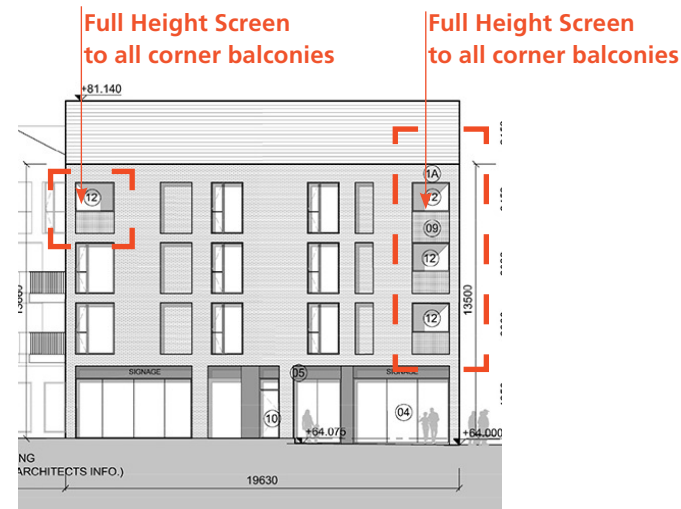 Full Height Screen
to all corner balconies
Full Height Screen
to all corner balconies
+81.140
1A
12
12
09
12
12
13500
SIGNAGE
05
SIGNAGE
10
04
+64.075
+64.000
NG
ARCHITECTS INFO.)
19630